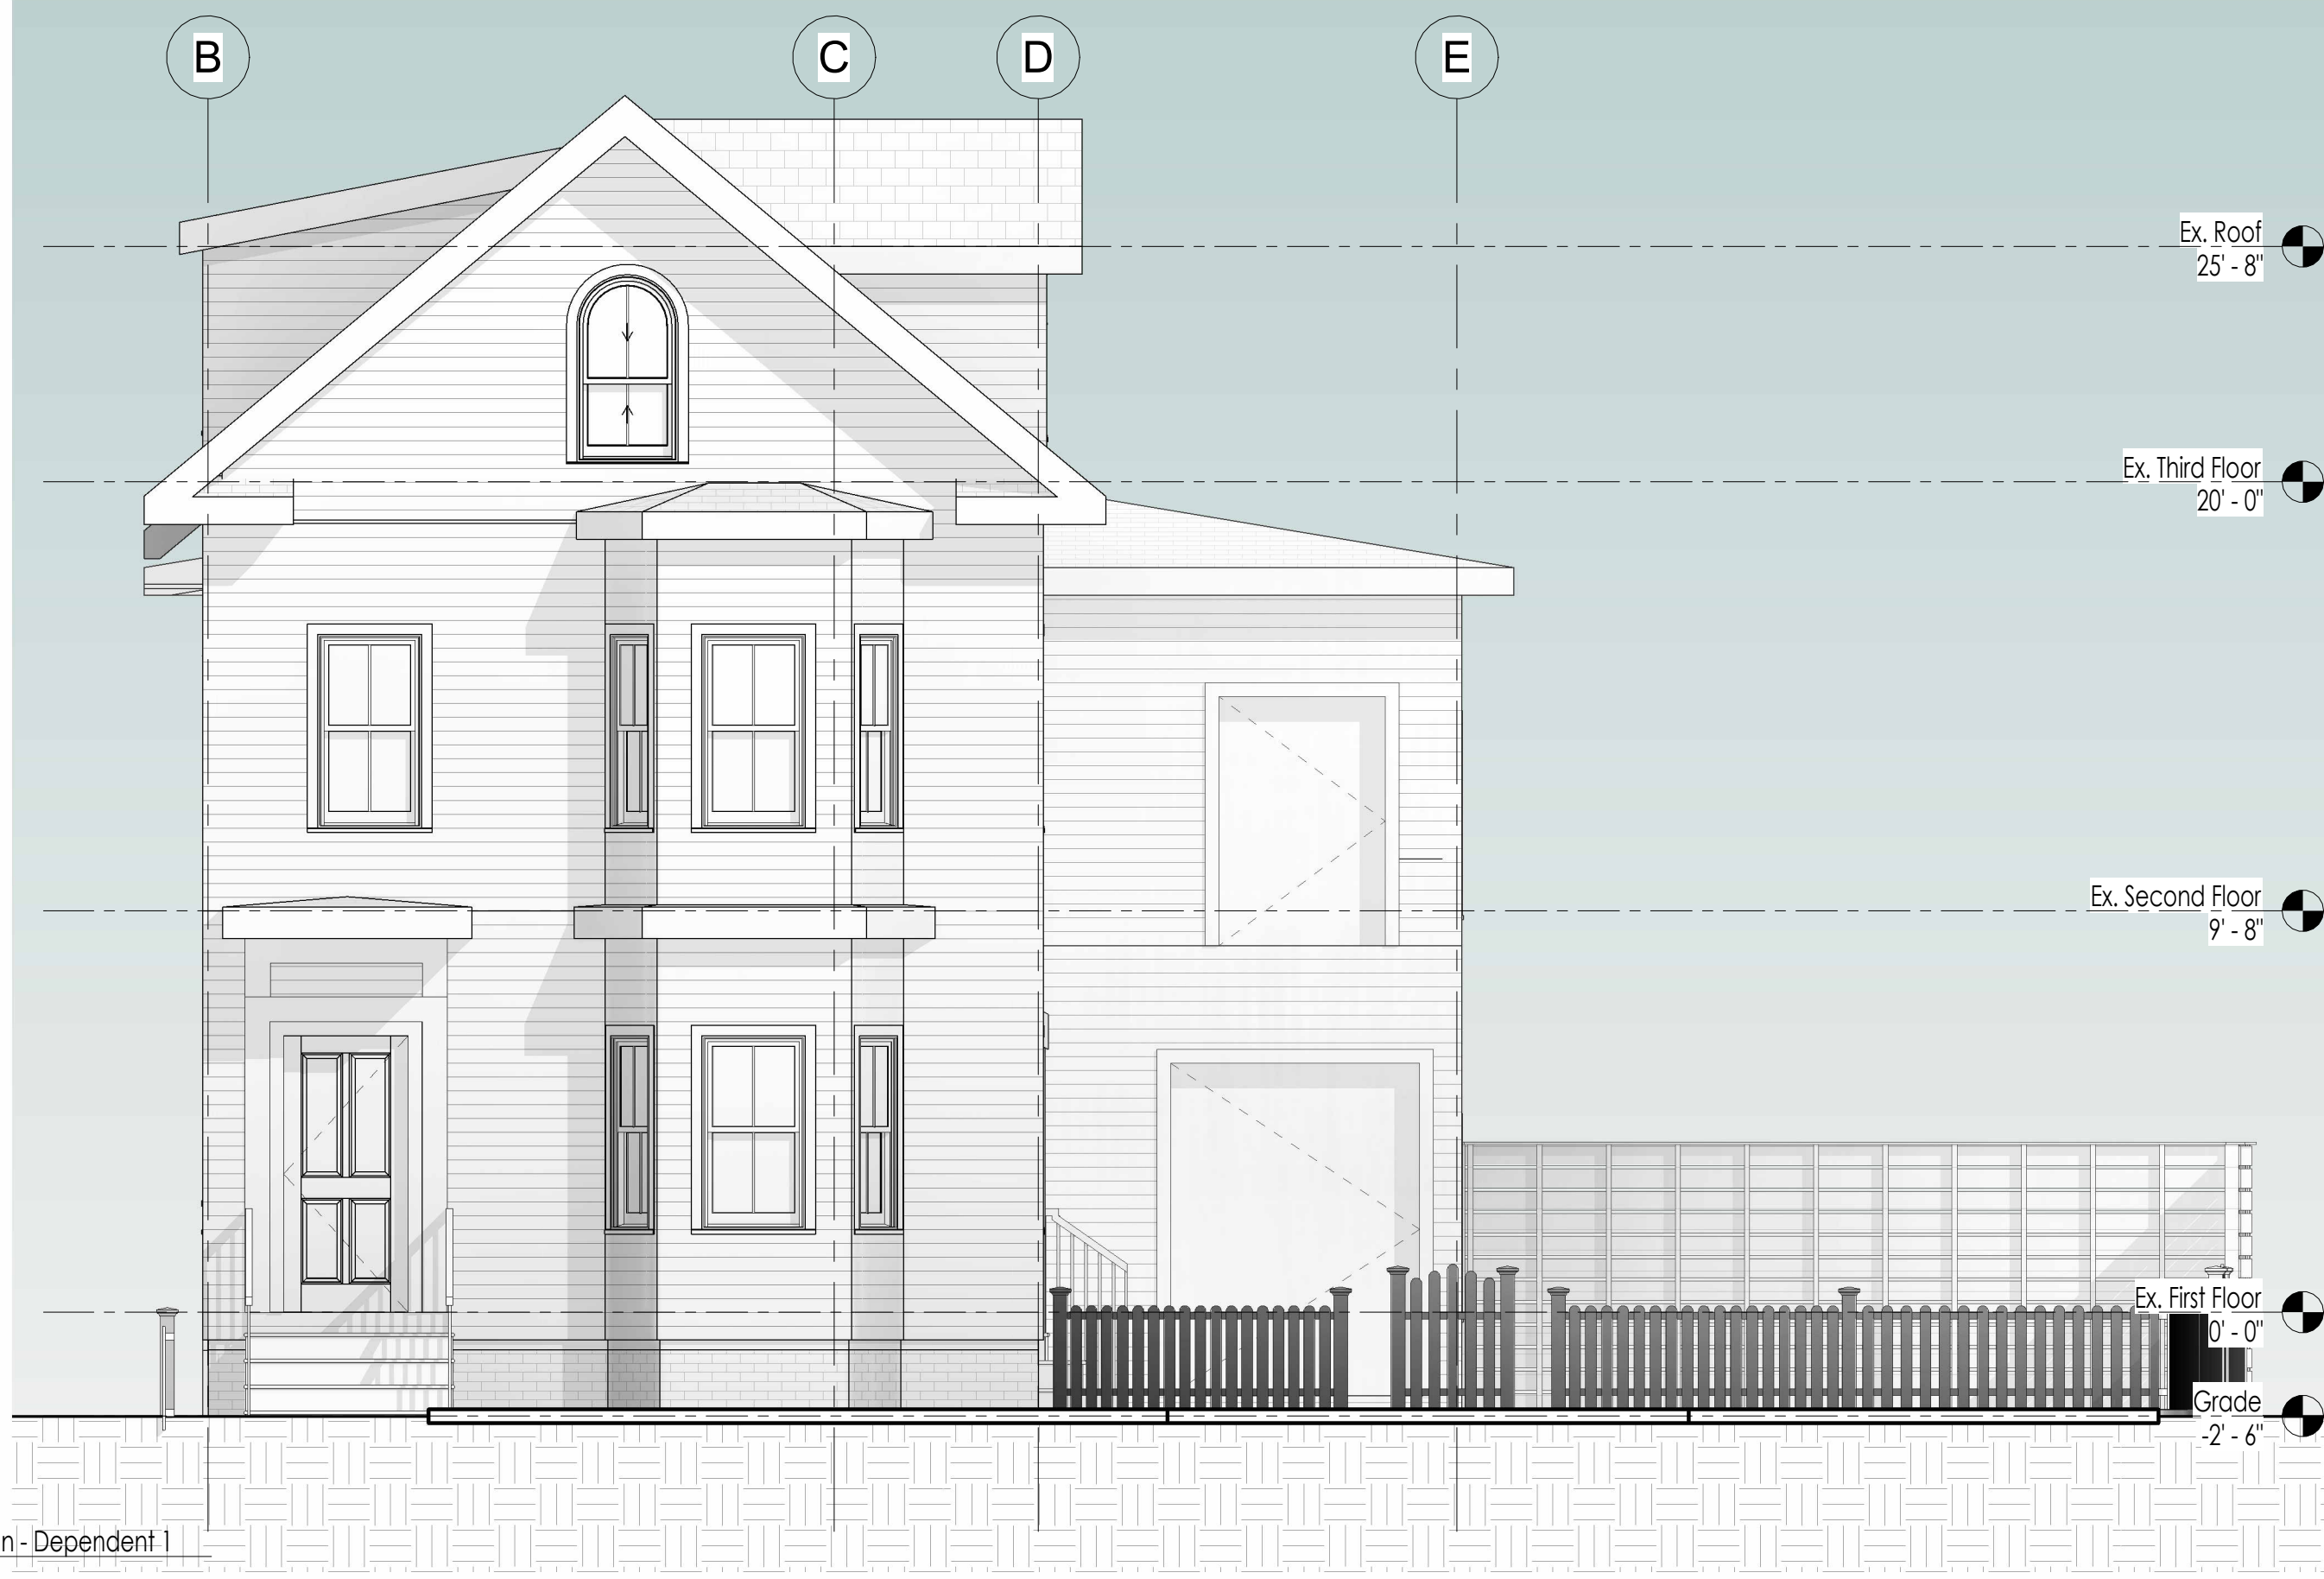 B
C
D
E
Ex. Roof
25' - 8"
Ex. Third Floor
20' - 0"
Ex. Second Floor
9' - 8"
Ex. First Floor
0' - 0"
Grade
-2' - 6"
n - Dependent 1